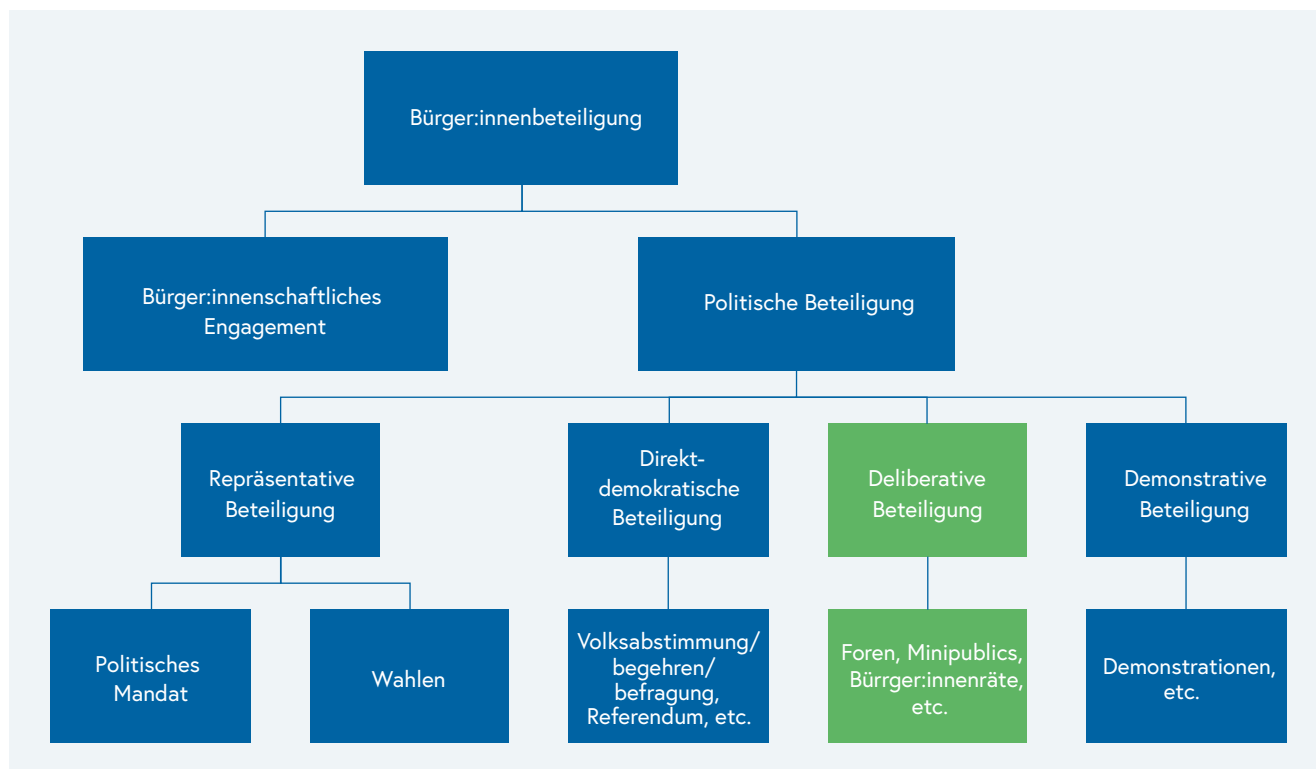 Bürger:innenbeteiligung
Bürger:innenschaftliches
Engagement
Politische Beteiligung
Repräsentative
Beteiligung
Direkt-
demokratische
Beteiligung
Deliberative
Beteiligung
Demonstrative
Beteiligung
Politisches
Mandat
Wahlen
Volksabstimmung/
begehren/
befragung,
Referendum, etc.
Foren, Minipublics,
Bürrger:innenräte,
etc.
Demonstrationen,
etc.